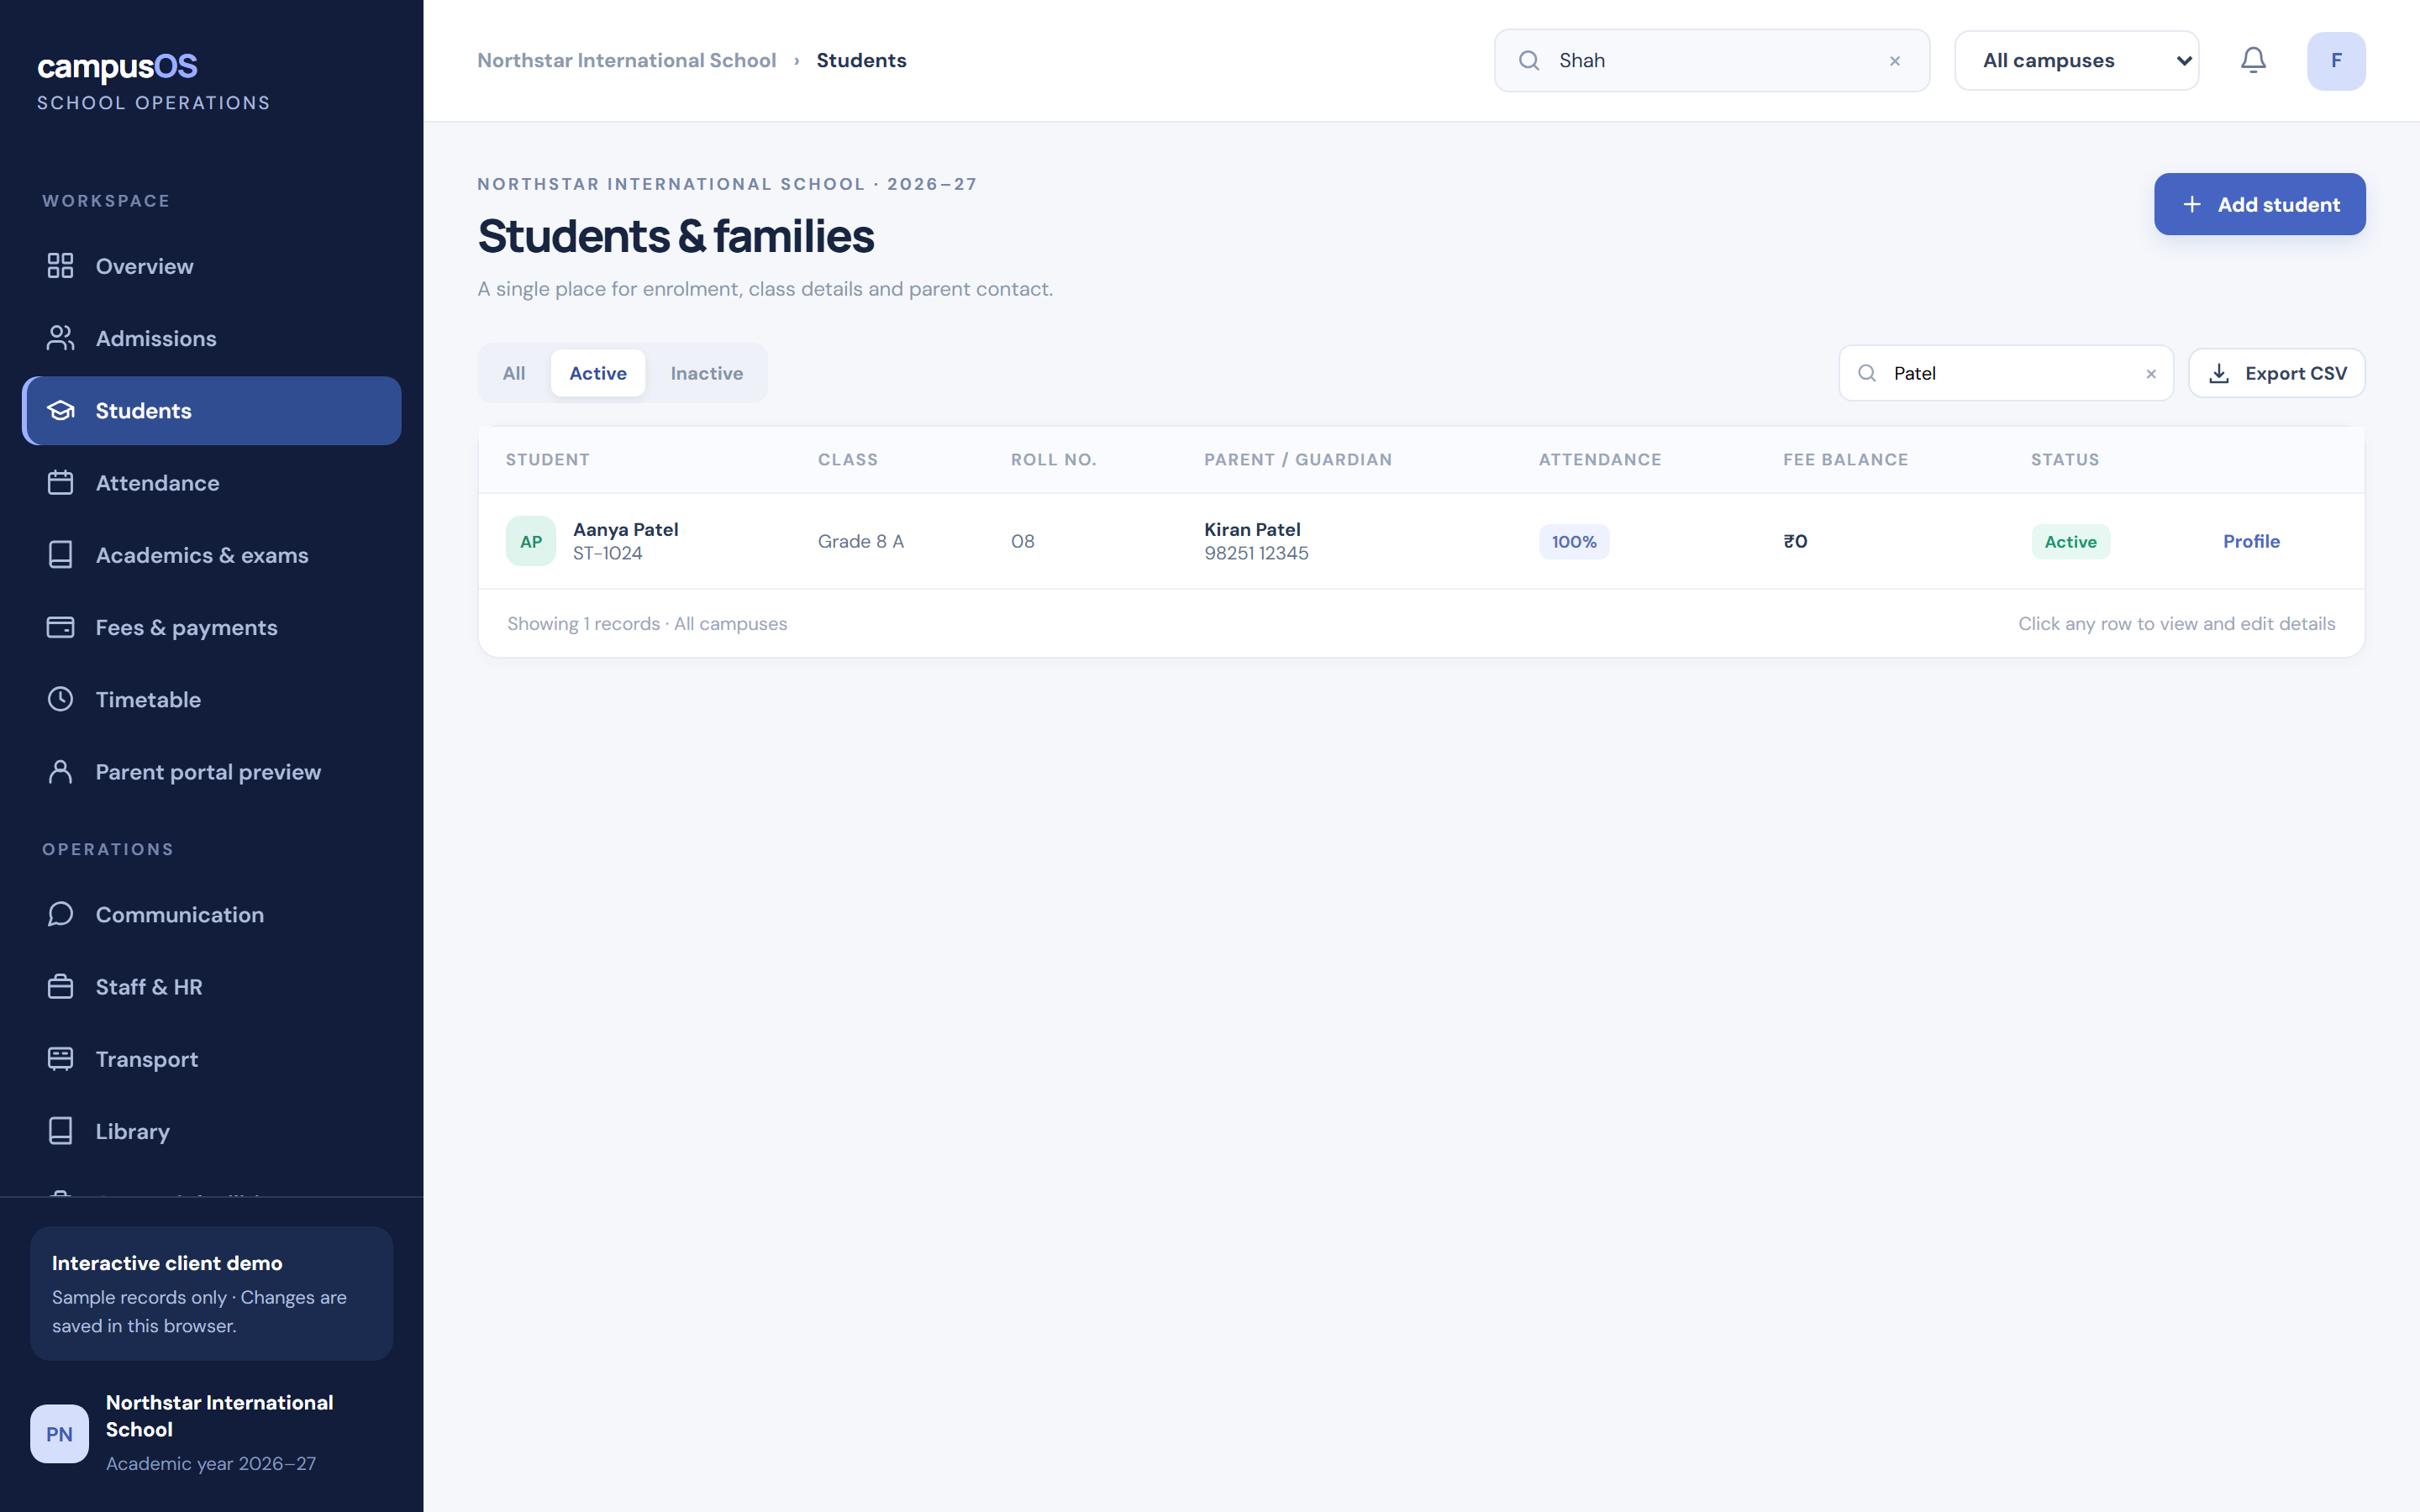 campusOS
SCHOOL OPERATIONS
WORKSPACE
Overview
Admissions
Students
Attendance
Academics & exams
Fees & payments
Timetable
Parent portal preview
OPERATIONS
Communication
Staff & HR
Transport
Library
Interactive client demo
Sample records only · Changes are
saved in this browser.
PN
Northstar International
School
Academic year 2026–27
Northstar International School › Students
Shah ×
All campuses
F
NORTHSTAR INTERNATIONAL SCHOOL · 2026–27
Students & families
A single place for enrolment, class details and parent contact.
+ Add student
All Active Inactive
Patel ×
Export CSV
STUDENT CLASS ROLL NO. PARENT / GUARDIAN ATTENDANCE FEE BALANCE STATUS
AP Aanya Patel Grade 8 A 08 Kiran Patel 100% ₹0 Active Profile
ST-1024 98251 12345
Showing 1 records · All campuses
Click any row to view and edit details